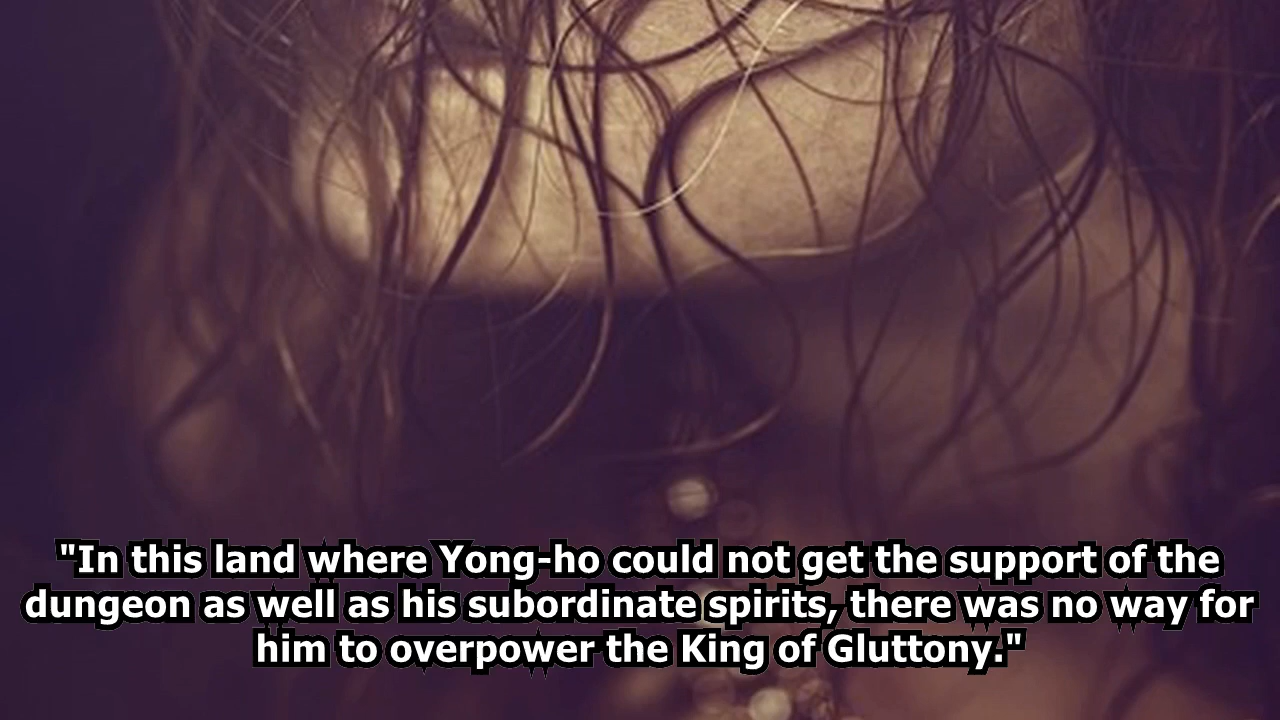 "In this land where Yong-ho could not get the support of the
dungeon as well as his subordinate spirits, there was no way for
him to overpower the King of Gluttony."